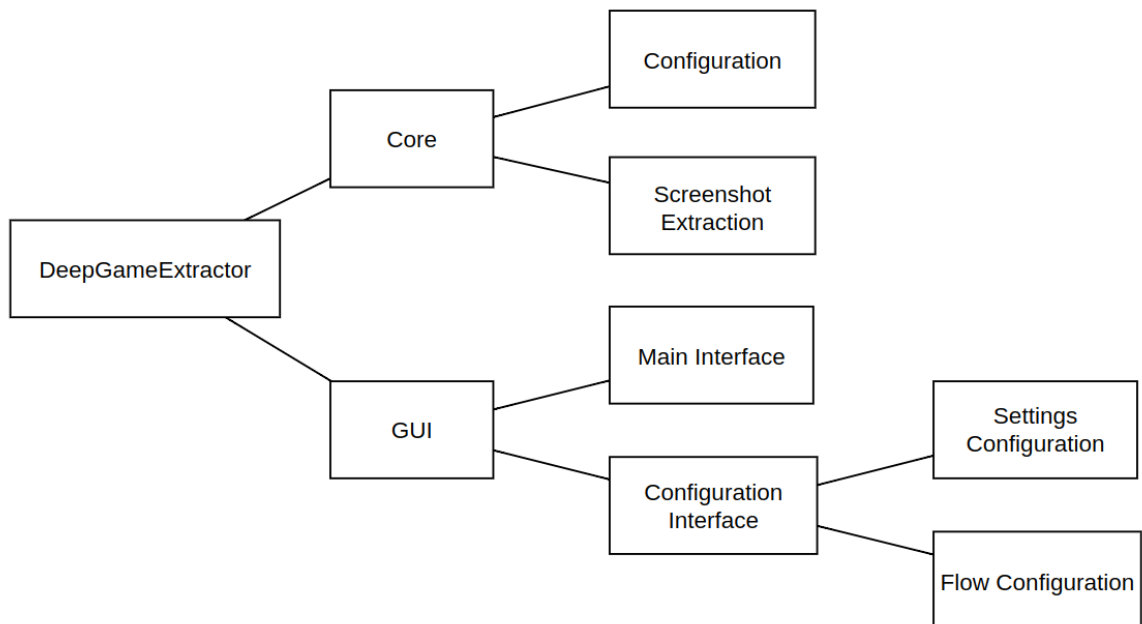 Configuration
Core
Screenshot
Extraction
DeepGameExtractor
Main Interface
GUI
Settings
Configuration
Configuration
Interface
Flow Configuration